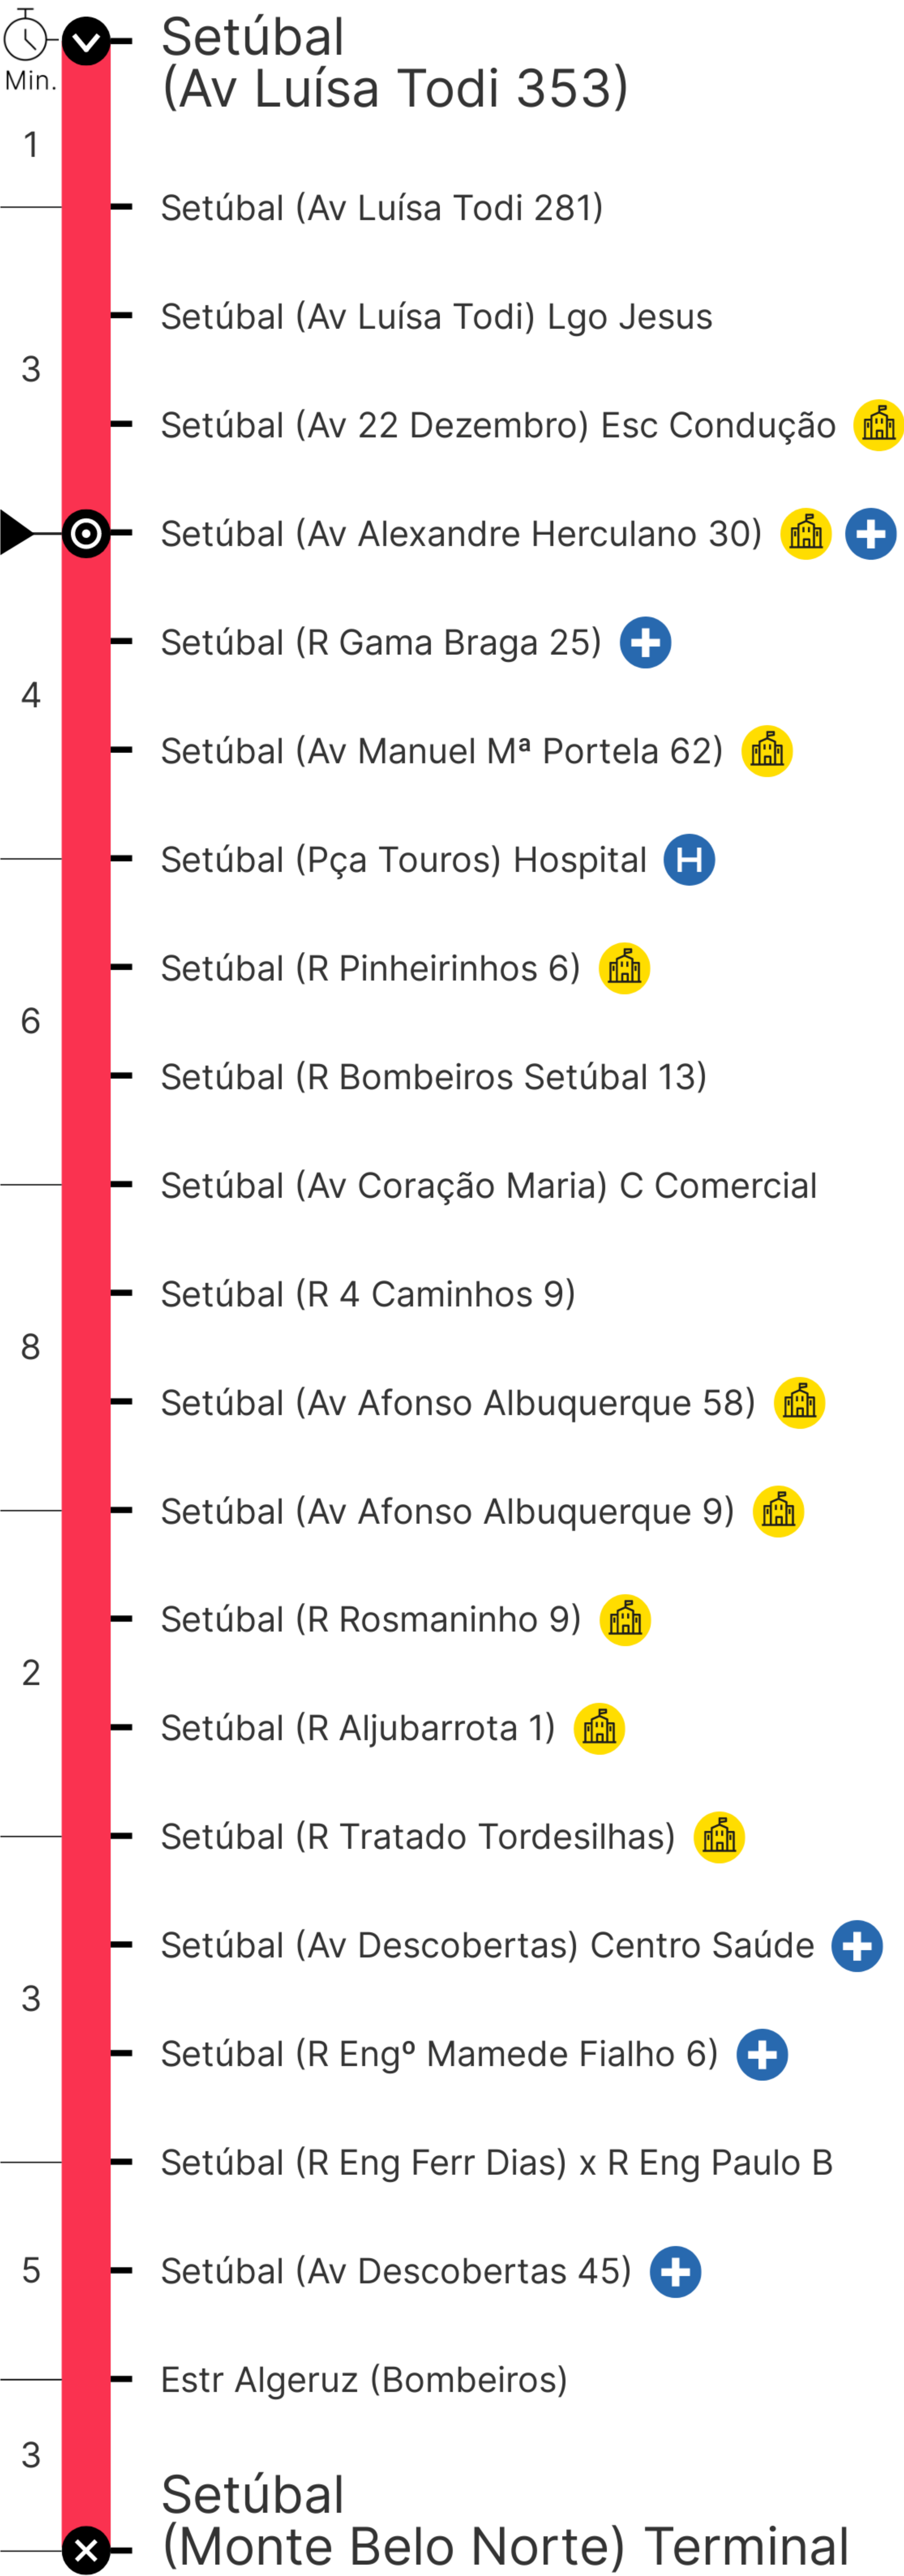 Setúbal
(Av Luísa Todi 353)
Min.
1
Setúbal (Av Luísa Todi 281)
Setúbal (Av Luísa Todi) Lgo Jesus
3
Setúbal (Av 22 Dezembro) Esc Condução
Setúbal (Av Alexandre Herculano 30)
Setúbal (R Gama Braga 25)
4
Setúbal (Av Manuel Mª Portela 62)
Setúbal (Pça Touros) Hospital H
Setúbal (R Pinheirinhos 6)
6
Setúbal (R Bombeiros Setúbal 13)
Setúbal (Av Coração Maria) C Comercial
Setúbal (R 4 Caminhos 9)
8
Setúbal (Av Afonso Albuquerque 58)
Setúbal (Av Afonso Albuquerque 9)
Setúbal (R Rosmaninho 9)
2
Setúbal (R Aljubarrota 1)
Setúbal (R Tratado Tordesilhas)
Setúbal (Av Descobertas) Centro Saúde
3
Setúbal (R Engº Mamede Fialho 6)
Setúbal (R Eng Ferr Dias) x R Eng Paulo B
5
Setúbal (Av Descobertas 45)
Estr Algeruz (Bombeiros)
3
Setúbal
(Monte Belo Norte) Terminal